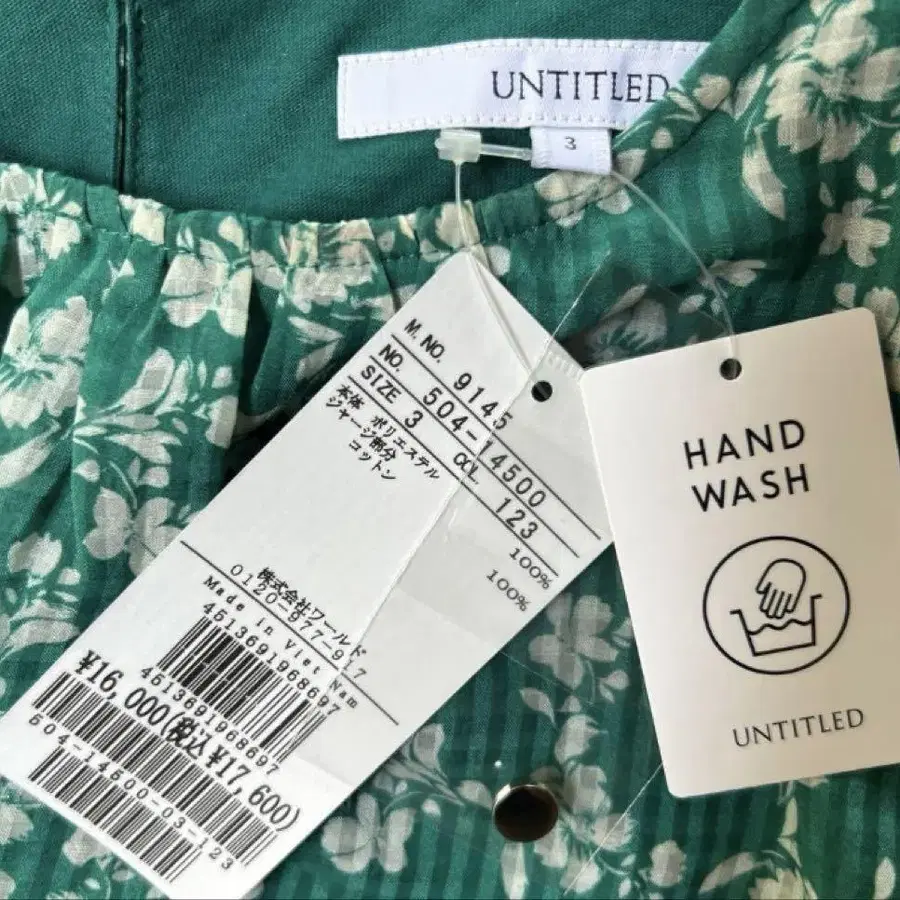 UNTITLED
3
M. NO. 9145
NO. 504-14500
SIZE 3 COL. 123
本体 ポリエステル 100%
ジャージ部分
コットン 100%
株式会社ワールド
0120-977-917
Made in Viet Nam
4513691968697
4513691968697
¥16,000(税込¥17,600)
504-14500-03-123
HAND
WASH
UNTITLED